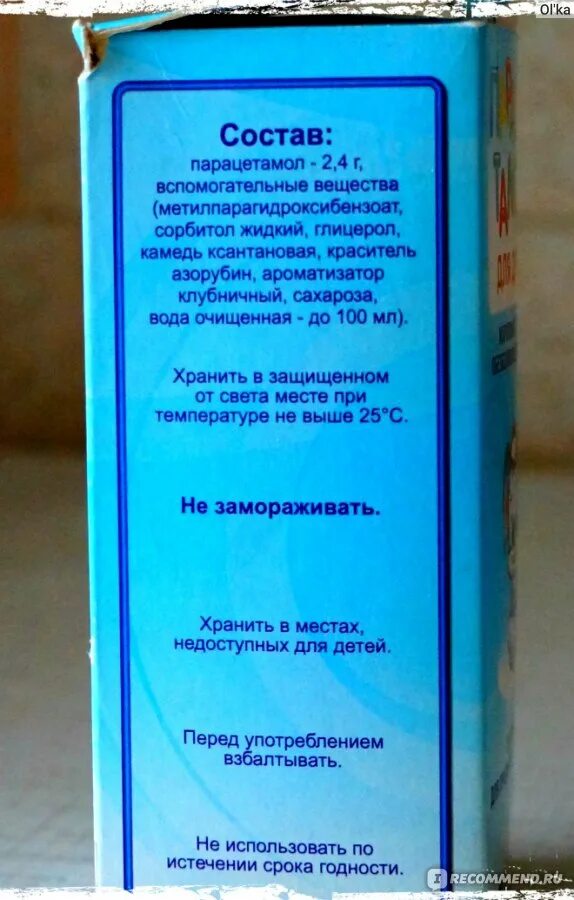 Ol'ka
Состав:
парацетамол - 2,4 г,
вспомогательные вещества
(метилпарагидроксибензоат,
сорбитол жидкий, глицерол,
камедь ксантановая, краситель
азорубин, ароматизатор
клубничный, сахароза,
вода очищенная - до 100 мл).
Хранить в защищенном
от света месте при
температуре не выше 25°С.
Не замораживать.
Хранить в местах,
недоступных для детей.
Перед употреблением
взбалтывать.
Не использовать по
истечении срока годности.
I RECOMMEND.RU